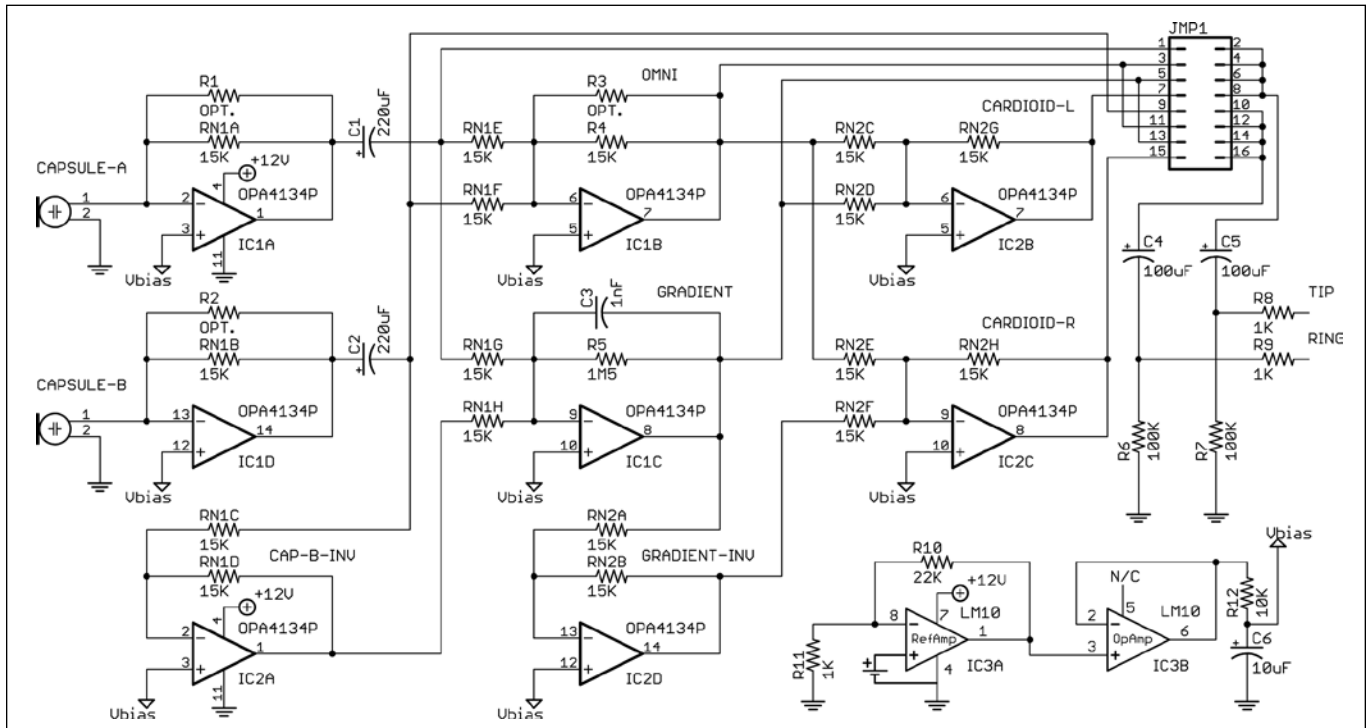 JMP1
1 2
3 4
5 6
7 8
9 10
11 12
13 14
15 16
R1
OPT.
RN1A
15K
C1
220uF
+12V
4
CAPSULE-A
1
2
2
3
1
11
OPA4134P
IC1A
Vbias
R2
OPT.
RN1B
15K
C2
220uF
CAPSULE-B
1
2
13
12
14
OPA4134P
IC1D
Vbias
RN1C
15K
RN1D
15K
CAP-B-INV
+12V
4
OPA4134P
2
3
1
11
IC2A
Vbias
OMNI
R3
OPT.
R4
15K
RN1E
15K
RN1F
15K
OPA4134P
6
5
7
IC1B
Vbias
GRADIENT
C3
1nF
R5
1M5
RN1G
15K
RN1H
15K
OPA4134P
9
10
8
IC1C
Vbias
RN2A
15K
GRADIENT-INV
RN2B
15K
OPA4134P
13
12
14
IC2D
Vbias
CARDIOID-L
RN2C
15K
RN2G
15K
RN2D
15K
OPA4134P
6
5
7
IC2B
Vbias
CARDIOID-R
RN2E
15K
RN2H
15K
RN2F
15K
OPA4134P
9
10
8
IC2C
Vbias
C4
100uF
C5
100uF
R8
1K
TIP
R9
1K
RING
R6
100K
R7
100K
R10
22K
+12V
7
LM10
8
RefAmp
1
4
IC3A
R11
1K
N/C
5
LM10
2
OpAmp
6
3
IC3B
Vbias
R12
10K
C6
10uF